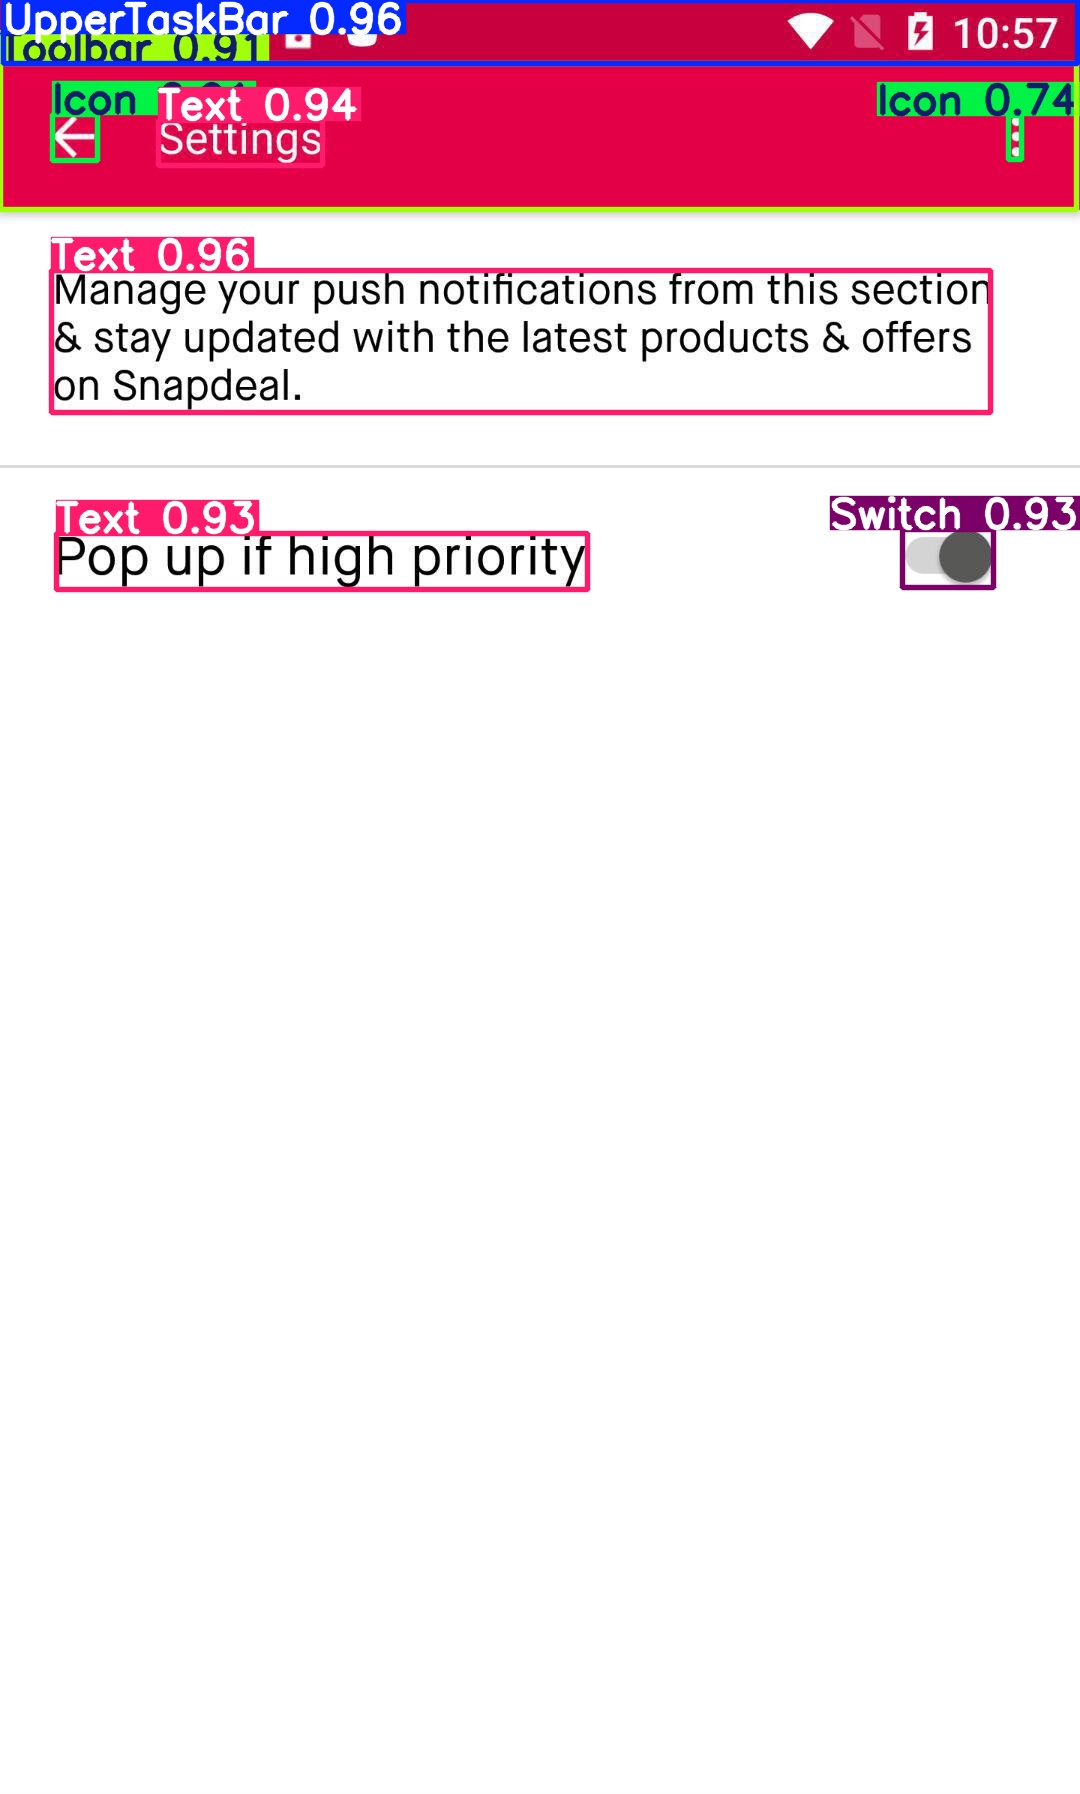 UpperTaskBar 0.96
Toolbar 0.91
10:57
Icon
Text 0.94
Icon 0.74
Settings
Text 0.96
Manage your push notifications from this section
& stay updated with the latest products & offers
on Snapdeal.
Text 0.93
Switch 0.93
Pop up if high priority